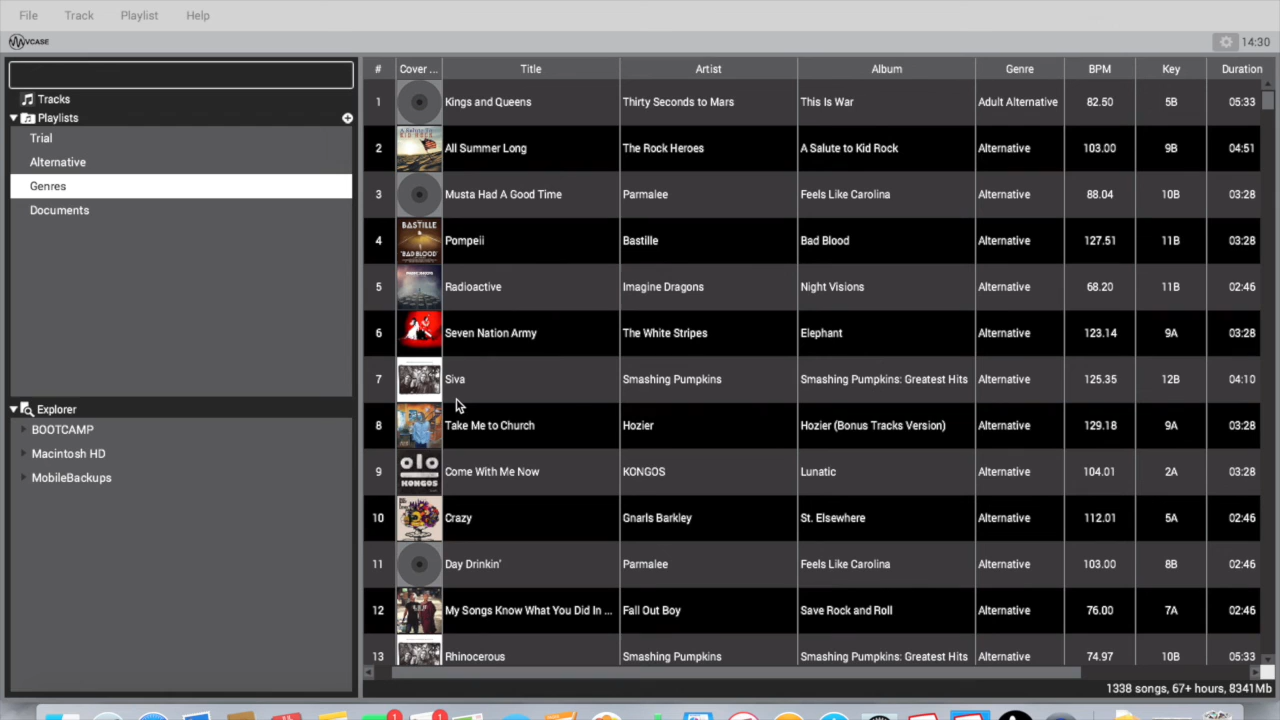 File Track Playlist Help
VCASE 14:30
Tracks
Playlists
Trial
Alternative
Genres
Documents
Explorer
BOOTCAMP
Macintosh HD
MobileBackups
# Cover ... Title Artist Album Genre BPM Key Duration
1 Kings and Queens Thirty Seconds to Mars This Is War Adult Alternative 82.50 5B 05:33
2 All Summer Long The Rock Heroes A Salute to Kid Rock Alternative 103.00 9B 04:51
3 Musta Had A Good Time Parmalee Feels Like Carolina Alternative 88.04 10B 03:28
4 Pompeii Bastille Bad Blood Alternative 127.51 11B 03:28
5 Radioactive Imagine Dragons Night Visions Alternative 68.20 11B 02:46
6 Seven Nation Army The White Stripes Elephant Alternative 123.14 9A 03:28
7 Siva Smashing Pumpkins Smashing Pumpkins: Greatest Hits Alternative 125.35 12B 04:10
8 Take Me to Church Hozier Hozier (Bonus Tracks Version) Alternative 129.18 9A 03:28
9 Come With Me Now KONGOS Lunatic Alternative 104.01 2A 03:28
10 Crazy Gnarls Barkley St. Elsewhere Alternative 112.01 5A 02:46
11 Day Drinkin' Parmalee Feels Like Carolina Alternative 103.00 8B 02:46
12 My Songs Know What You Did In ... Fall Out Boy Save Rock and Roll Alternative 76.00 7A 02:46
13 Rhinocerous Smashing Pumpkins Smashing Pumpkins: Greatest Hits Alternative 74.97 10B 05:33
1338 songs, 67+ hours, 8341Mb